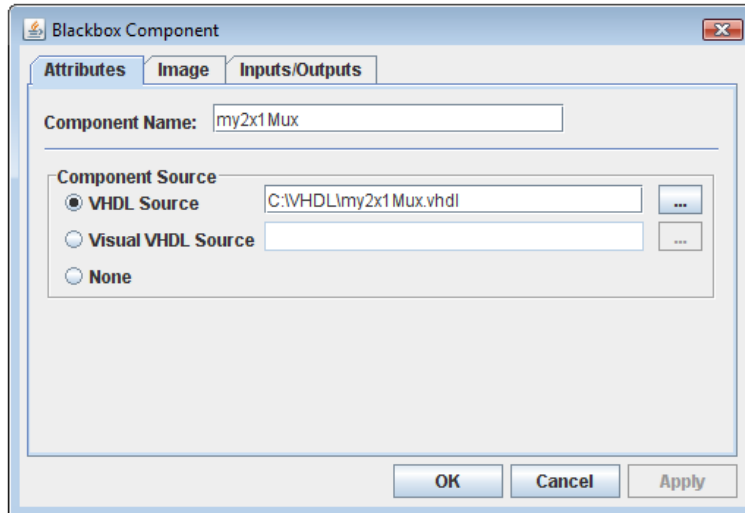 Blackbox Component
Attributes Image Inputs/Outputs
Component Name: my2x1Mux
Component Source
VHDL Source C:\VHDL\my2x1Mux.vhdl ...
Visual VHDL Source ...
None
OK Cancel Apply